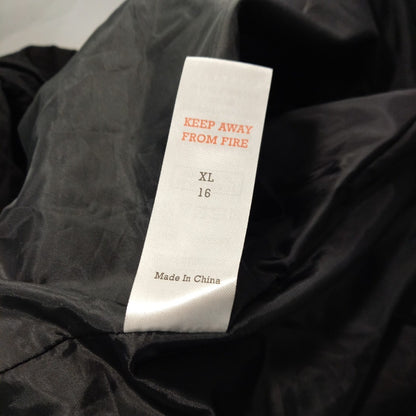 KEEP AWAY
FROM FIRE
XL
16
Made In China